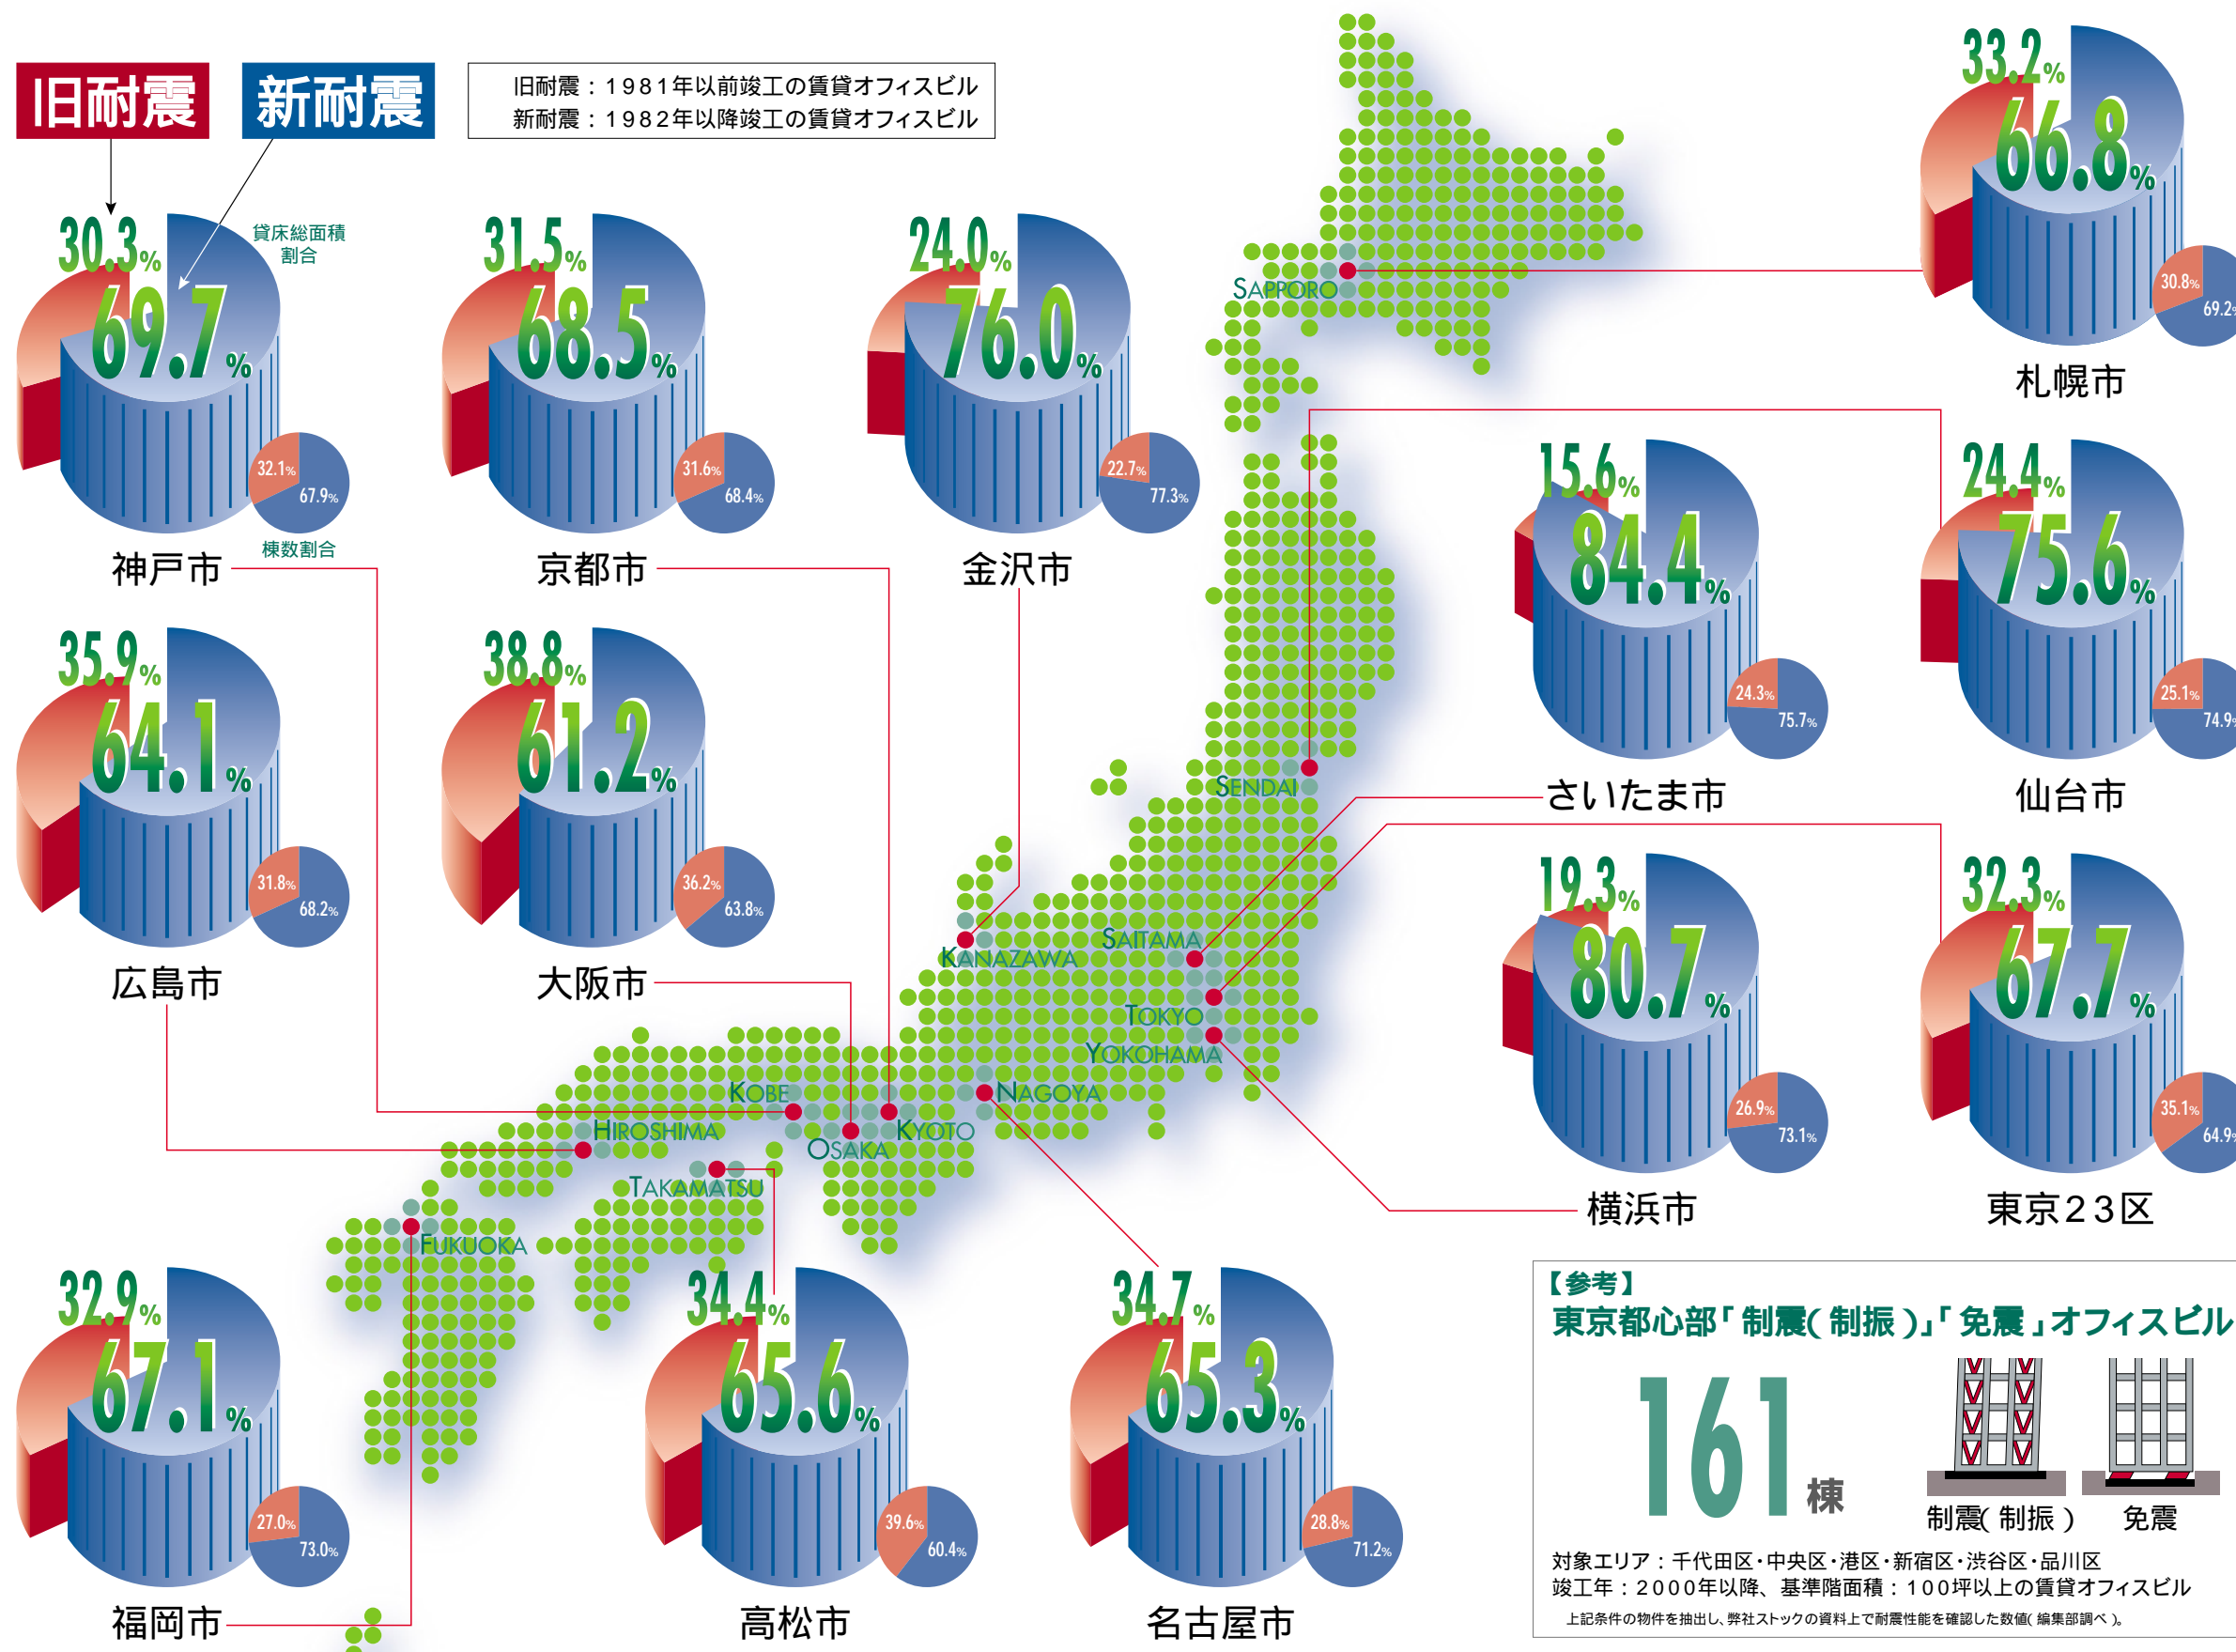 旧耐震
新耐震
旧耐震：1981年以前竣工の賃貸オフィスビル
新耐震：1982年以降竣工の賃貸オフィスビル
30.3%
69.7%
貸床総面積
割合
32.1%
67.9%
棟数割合
神戸市
31.5%
68.5%
31.6%
68.4%
京都市
24.0%
76.0%
22.7%
77.3%
金沢市
33.2%
66.8%
30.8%
69.2%
札幌市
35.9%
64.1%
31.8%
68.2%
広島市
38.8%
61.2%
36.2%
63.8%
大阪市
15.6%
84.4%
24.3%
75.7%
さいたま市
24.4%
75.6%
25.1%
74.9%
仙台市
19.3%
80.7%
26.9%
73.1%
横浜市
32.3%
67.7%
35.1%
64.9%
東京23区
SAPPORO
SENDAI
KANAZAWA
SAITAMA
TOKYO
YOKOHAMA
KOBE
NAGOYA
HIROSHIMA
OSAKA
KYOTO
TAKAMATSU
FUKUOKA
32.9%
67.1%
27.0%
73.0%
福岡市
34.4%
65.6%
39.6%
60.4%
高松市
34.7%
65.3%
28.8%
71.2%
名古屋市
【参考】
東京都心部「制震(制振)」「免震」オフィスビル
161棟
制震(制振)
免震
対象エリア：千代田区・中央区・港区・新宿区・渋谷区・品川区
竣工年：2000年以降、基準階面積：100坪以上の賃貸オフィスビル
上記条件の物件を抽出し、弊社ストックの資料上で耐震性能を確認した数値(編集部調べ)。